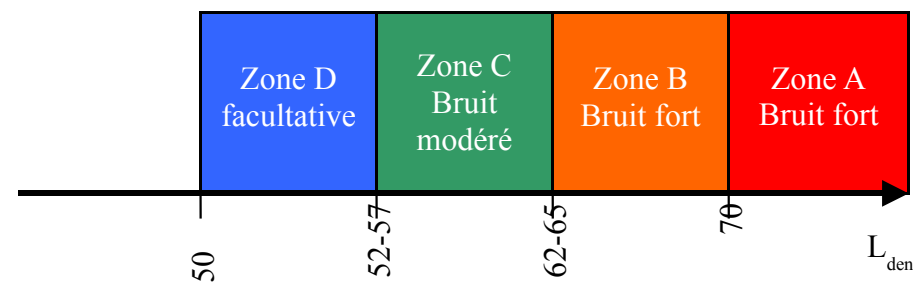 Zone D
facultative
Zone C
Bruit
modéré
Zone B
Bruit fort
Zone A
Bruit fort
50
52-57
62-65
70
Lden